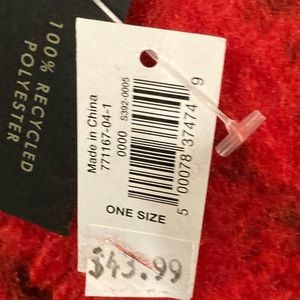 100% RECYCLED
POLYESTER
Made in China
771167-04-1
0000 S392-0005
5 00078 37474 9
ONE SIZE
$43.99